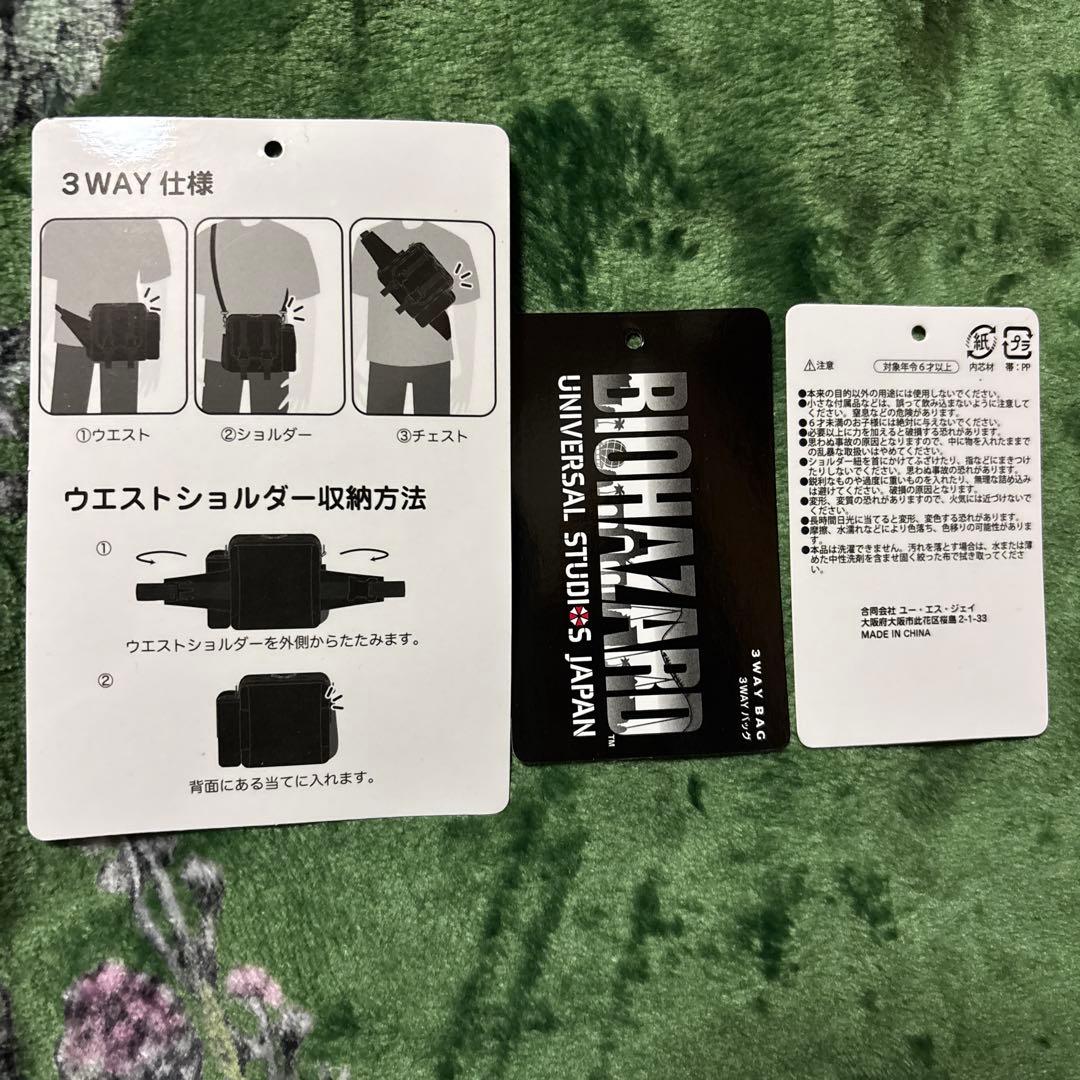 3WAY 仕様
①ウエスト
②ショルダー
③チェスト
ウエストショルダー収納方法
①
ウエストショルダーを外側からたたみます。
②
背面にある当てに入れます。
BIOHAZARD
TM
UNIVERSAL STUDIOS JAPAN
3WAY BAG
3WAYバッグ
⚠注意
対象年令6才以上
紙
内芯材
プラ
帯:PP
●本来の目的以外の用途には使用しないでください。
●小さな付属品などは、誤って飲み込まないように注意して
ください。窒息などの危険があります。
●6才未満のお子様には絶対に与えないでください。
●必要以上に力を加えると破損する恐れがあります。
●思わぬ事故の原因となりますので、中に物を入れたままで
の乱暴な取扱いはやめてください。
●ショルダー紐を首にかけてふざけたり、指などにまきつけ
たりしないでください。思わぬ事故の恐れがあります。
●鋭利なものや過度に重いものを入れたり、無理な詰め込み
は避けてください。破損の原因となります。
●変形、変質の恐れがありますので、火気には近づけないで
ください。
●長時間日光に当てると変形、変色する恐れがあります。
●摩擦、水濡れなどにより色落ち、色移りの可能性がありま
す。
●本品は洗濯できません。汚れを落とす場合は、水または薄
めた中性洗剤を含ませ固く絞った布で拭き取ってくださ
い。
合同会社 ユー・エス・ジェイ
大阪府大阪市此花区桜島 2-1-33
MADE IN CHINA